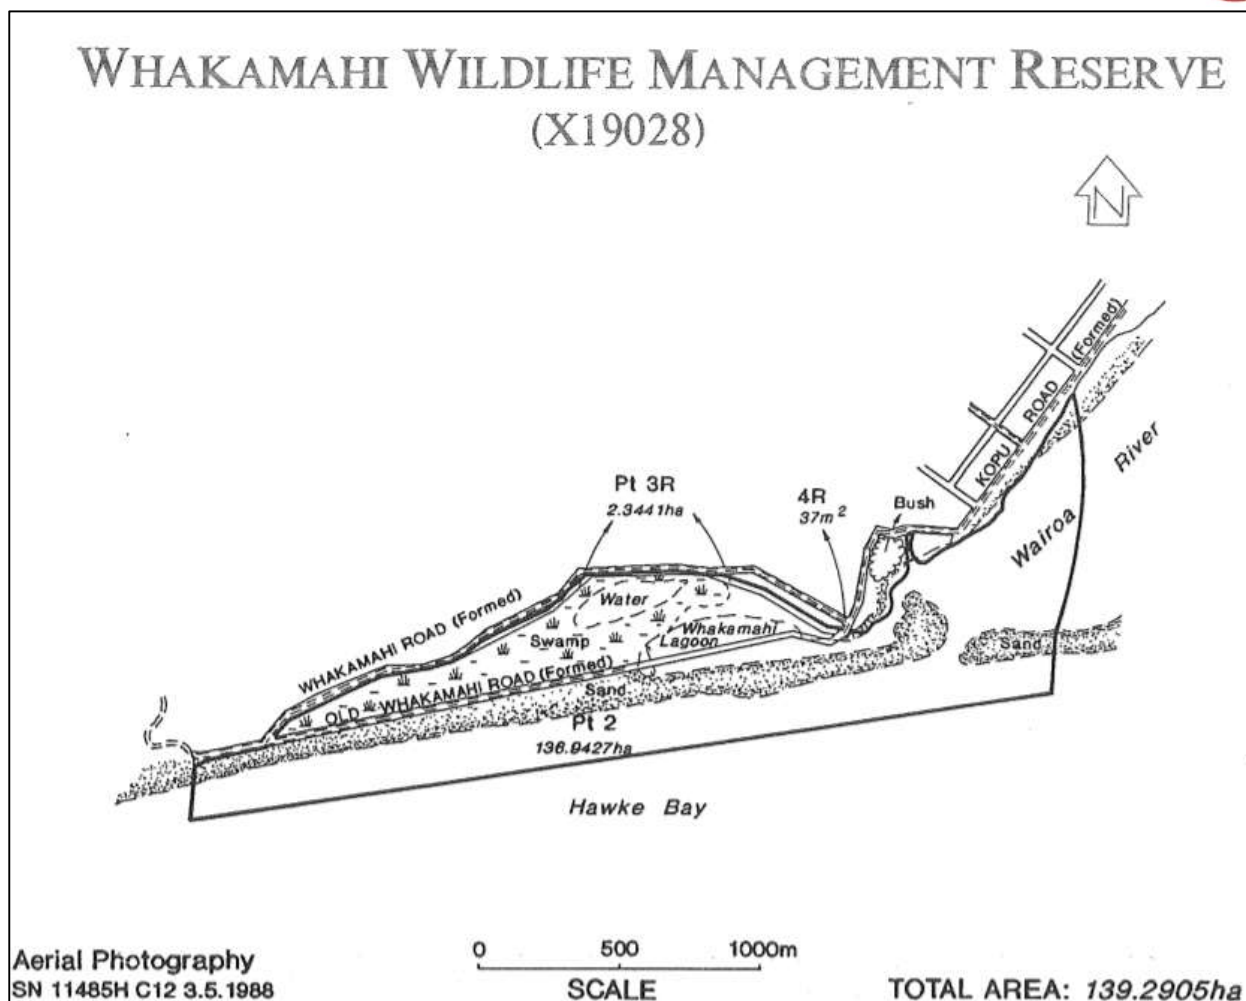 WHAKAMAHI WILDLIFE MANAGEMENT RESERVE
(X19028)
N
(Formed)
ROAD
KOPU
River
Wairoa
Pt 3R
2.3441ha
4R
37m²
Bush
Water
WHAKAMAHI ROAD (Formed)
Swamp
Whakamahi
Lagoon
OLD WHAKAMAHI ROAD (Formed)
Sand
Sand
Pt 2
136.9427ha
Hawke Bay
Aerial Photography
SN 11485H C12 3.5.1988
0 500 1000m
SCALE
TOTAL AREA: 139.2905ha